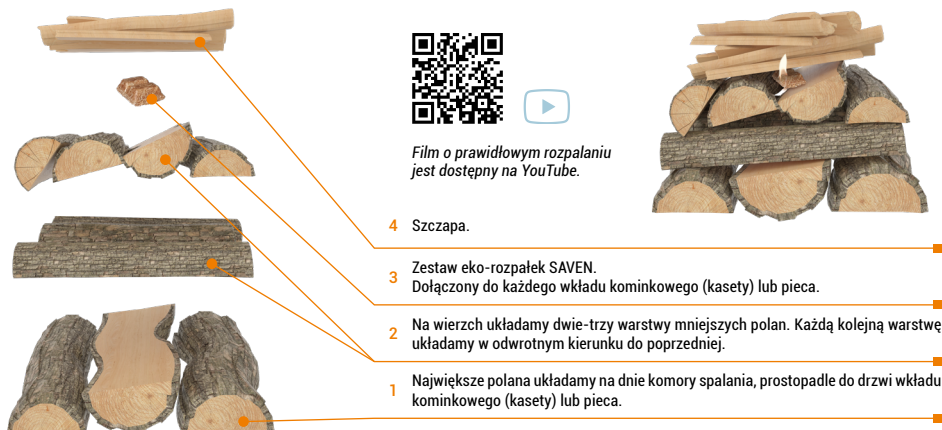 Film o prawidłowym rozpalaniu
jest dostępny na YouTube.
4 Szczapa.
3 Zestaw eko-rozpałek SAVEN.
Dołączony do każdego wkładu kominkowego (kasety) lub pieca.
2 Na wierzch układamy dwie-trzy warstwy mniejszych polan. Każdą kolejną warstwę
układamy w odwrotnym kierunku do poprzedniej.
1 Największe polana układamy na dnie komory spalania, prostopadle do drzwi wkładu
kominkowego (kasety) lub pieca.